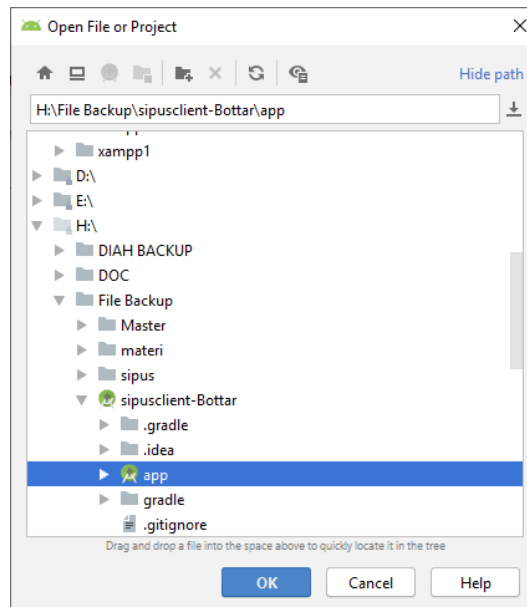 Open File or Project
Hide path
H:\File Backup\sipusclient-Bottar\app
xampp1
D:\
E:\
H:\
DIAH BACKUP
DOC
File Backup
Master
materi
sipus
sipusclient-Bottar
.gradle
.idea
app
gradle
.gitignore
Drag and drop a file into the space above to quickly locate it in the tree
OK Cancel Help